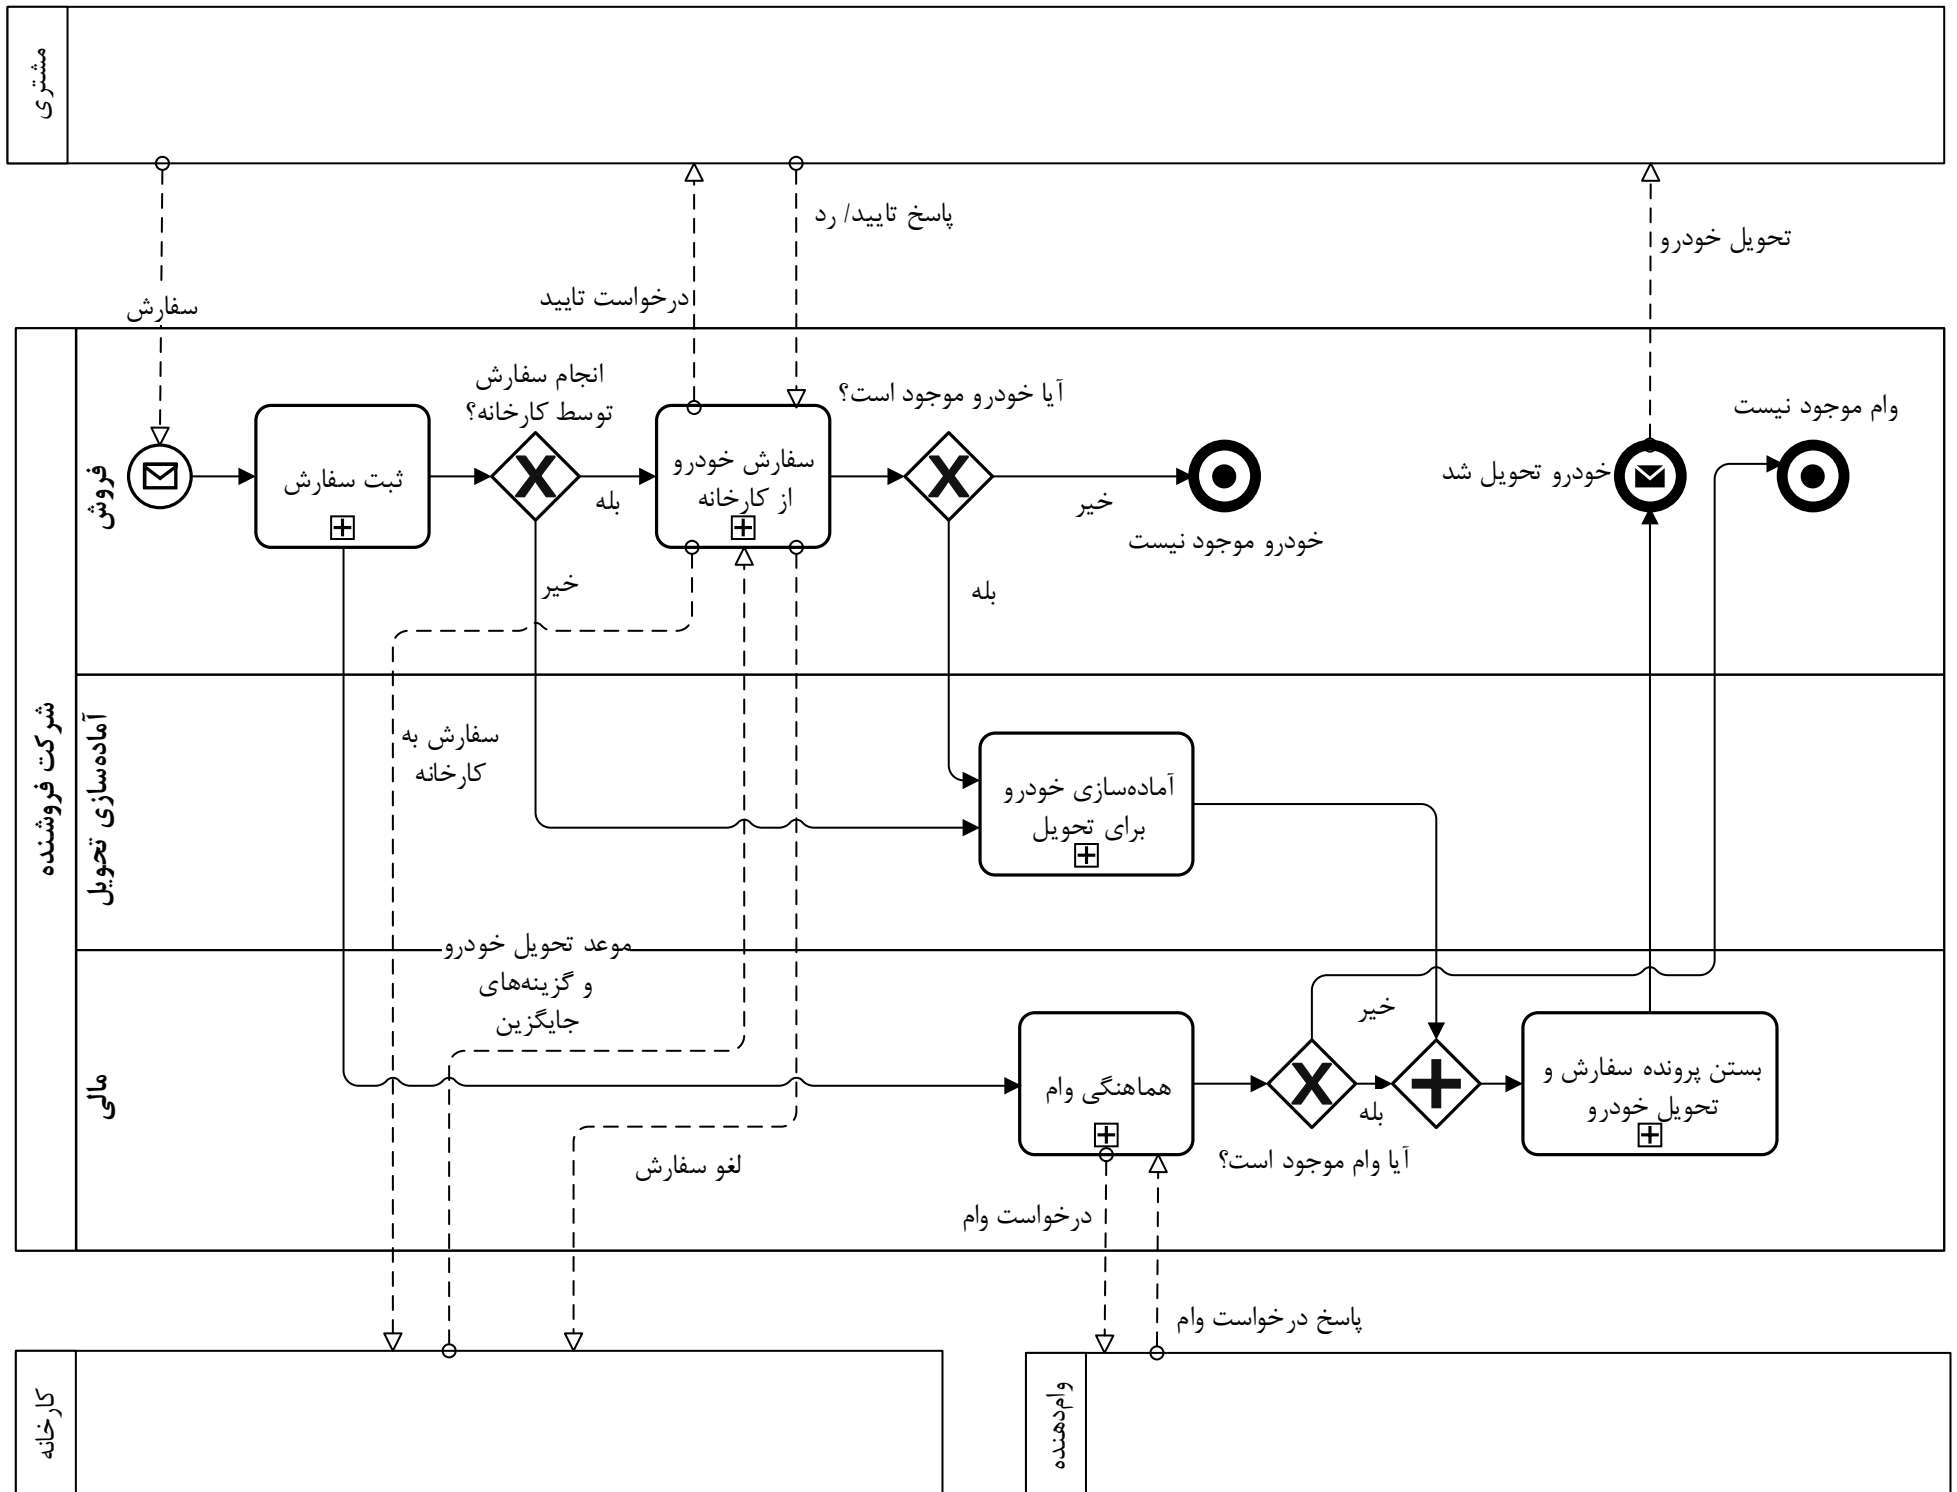 مشتری
پاسخ تایید/ رد
تحویل خودرو
درخواست تایید
سفارش
شرکت فروشنده
فروش
انجام سفارش
توسط کارخانه؟
آیا خودرو موجود است؟
وام موجود نیست
ثبت سفارش
بله
سفارش خودرو
از کارخانه
خیر
خودرو موجود نیست
خودرو تحویل شد
خیر
بله
آماده‌سازی تحویل
سفارش به
کارخانه
آماده‌سازی خودرو
برای تحویل
موعد تحویل خودرو
و گزینه‌های
جایگزین
مالی
خیر
هماهنگی وام
بله
بستن پرونده سفارش و
تحویل خودرو
آیا وام موجود است؟
لغو سفارش
درخواست وام
پاسخ درخواست وام
کارخانه
وام‌دهنده